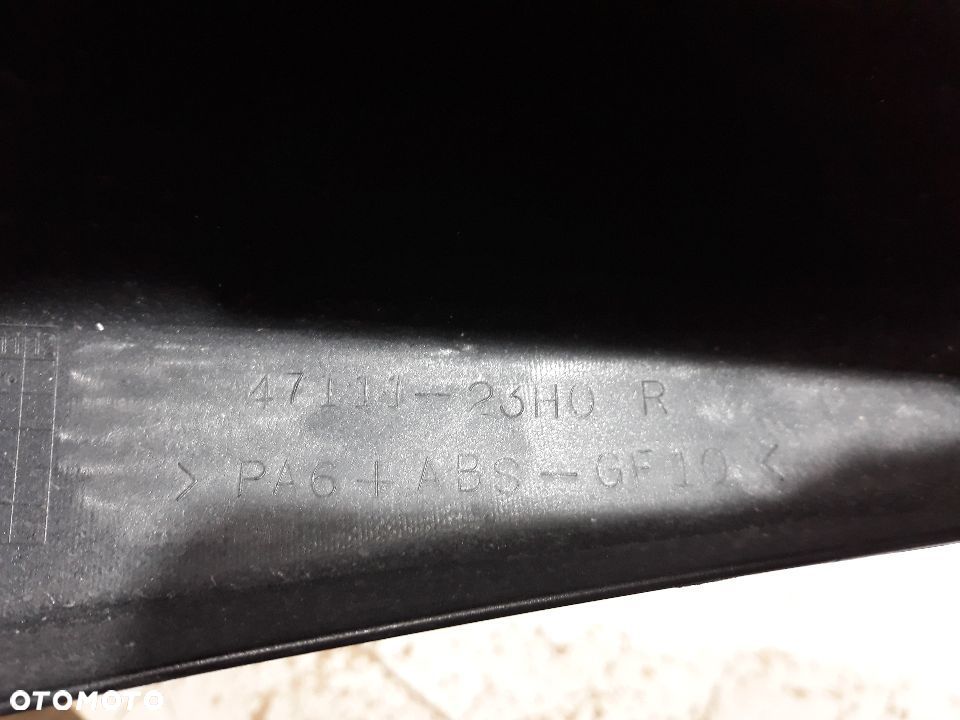 47111-23H0 R
>PA6+ABS-GF10<
OTOMOTO